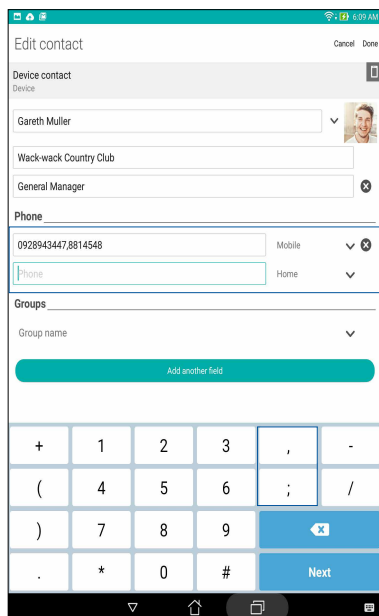 6:09 AM
Edit contact
Cancel Done
Device contact
Device
Gareth Muller
Wack-wack Country Club
General Manager
Phone
0928943447,8814548 Mobile
Phone Home
Groups
Group name
Add another field
+ 1 2 3 , -
( 4 5 6 ; /
) 7 8 9
. * 0 # Next